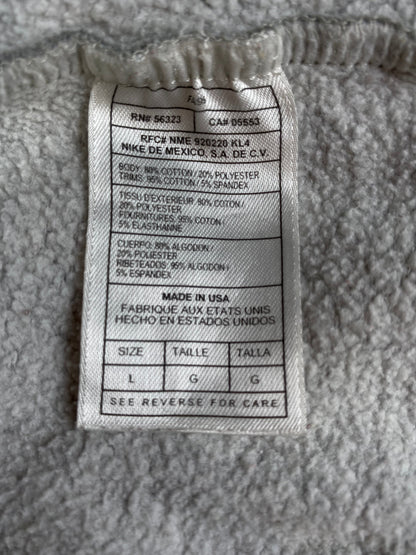 RN# 56323 CA# 05553
RFC# NME 920220 KL4
NIKE DE MEXICO, S.A. DE C.V.
BODY: 80% COTTON / 20% POLYESTER
TRIMS: 95% COTTON / 5% SPANDEX
TISSU D'EXTERIEUR: 80% COTON /
20% POLYESTER
FOURNITURES: 95% COTON /
5% ELASTHANNE
CUERPO: 80% ALGODON /
20% POLIESTER
RIBETEADOS: 95% ALGODON /
5% ESPANDEX
MADE IN USA
FABRIQUE AUX ETATS UNIS
HECHO EN ESTADOS UNIDOS
SIZE TAILLE TALLA
L G G
SEE REVERSE FOR CARE